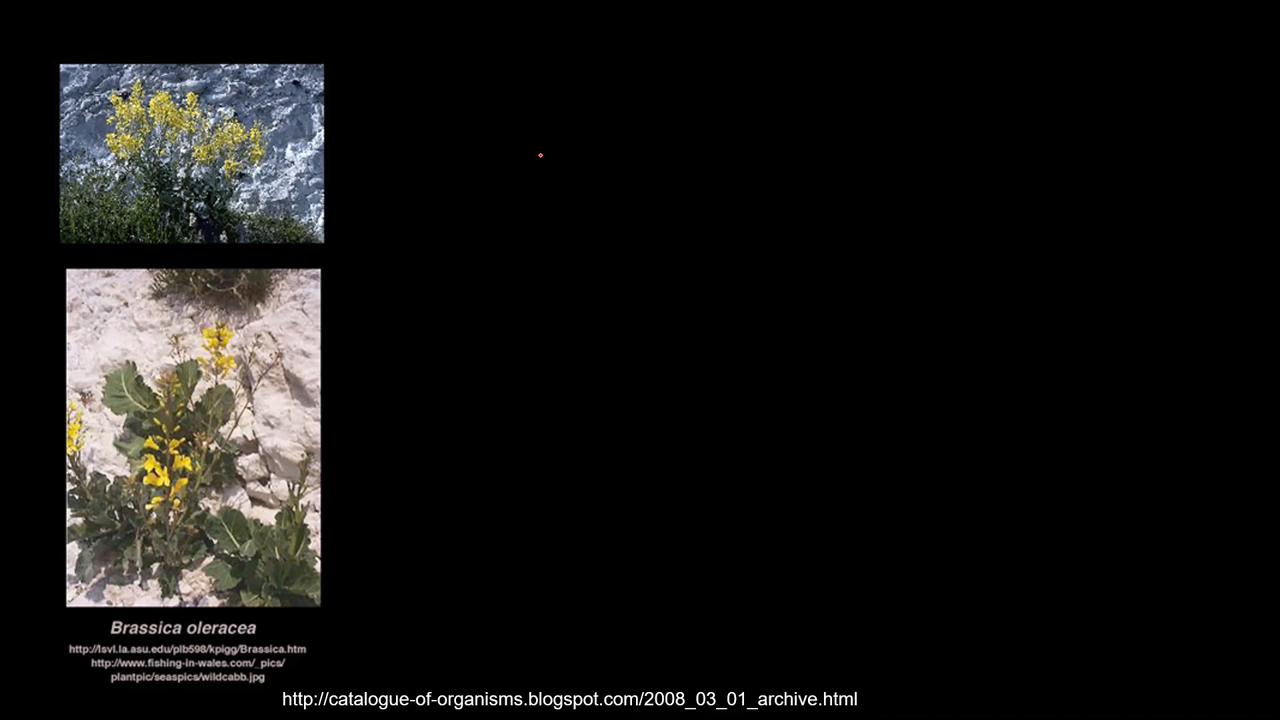 Brassica oleracea
http://lsvl.la.asu.edu/plb598/kpigg/Brassica.htm
http://www.fishing-in-wales.com/_pics/
plantpic/seaspics/wildcabb.jpg
http://catalogue-of-organisms.blogspot.com/2008_03_01_archive.html